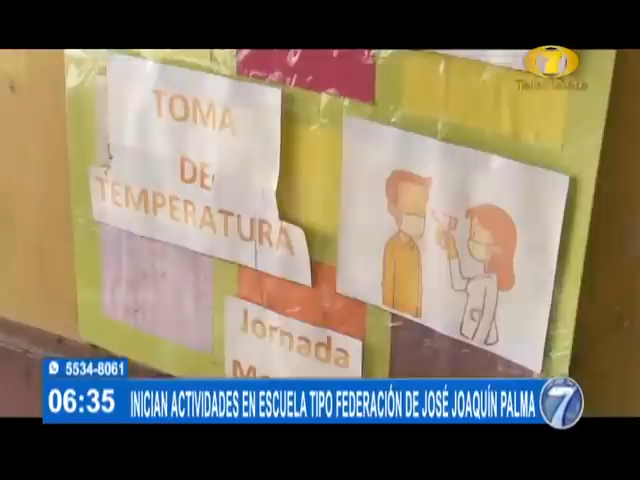 7
TOMA
DE
TEMPERATURA
Jornada
5534-8061
06:35
INICIAN ACTIVIDADES EN ESCUELA TIPO FEDERACIÓN DE JOSÉ JOAQUÍN PALMA
7